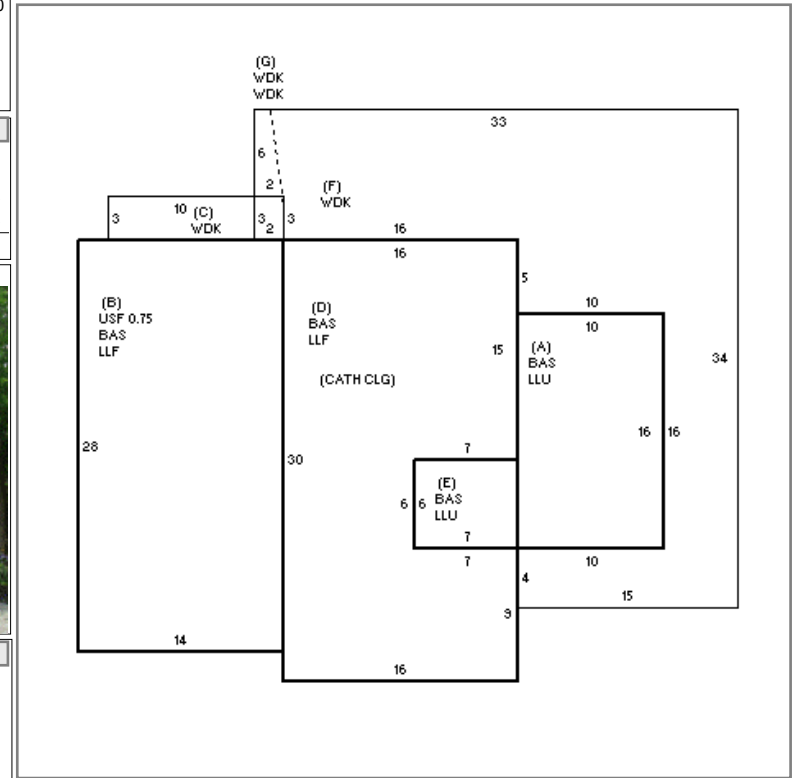 (G)
WDK
WDK
33
6
2
(F)
WDK
10
(C)
WDK
3
3
2
3
16
16
5
10
10
(B)
USF 0.75
BAS
LLF
(D)
BAS
LLF
(A)
BAS
LLU
15
34
(CATH CLG)
16
16
28
30
7
(E)
BAS
LLU
6
6
7
7
10
4
15
9
14
16